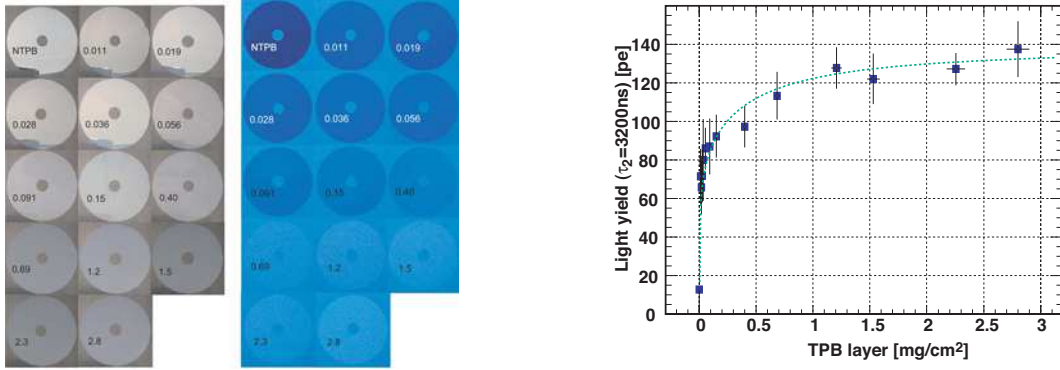 NTPB 0.011 0.019
0.028 0.036 0.056
0.091 0.15 0.40
0.69 1.2 1.5
2.3 2.8
NTPB 0.011 0.019
0.028 0.036 0.056
0.091 0.15 0.40
0.69 1.2 1.5
2.3 2.8
Light yield (τ₂=3200ns) [pe]
140
120
100
80
60
40
20
0
0 0.5 1 1.5 2 2.5 3
TPB layer [mg/cm²]